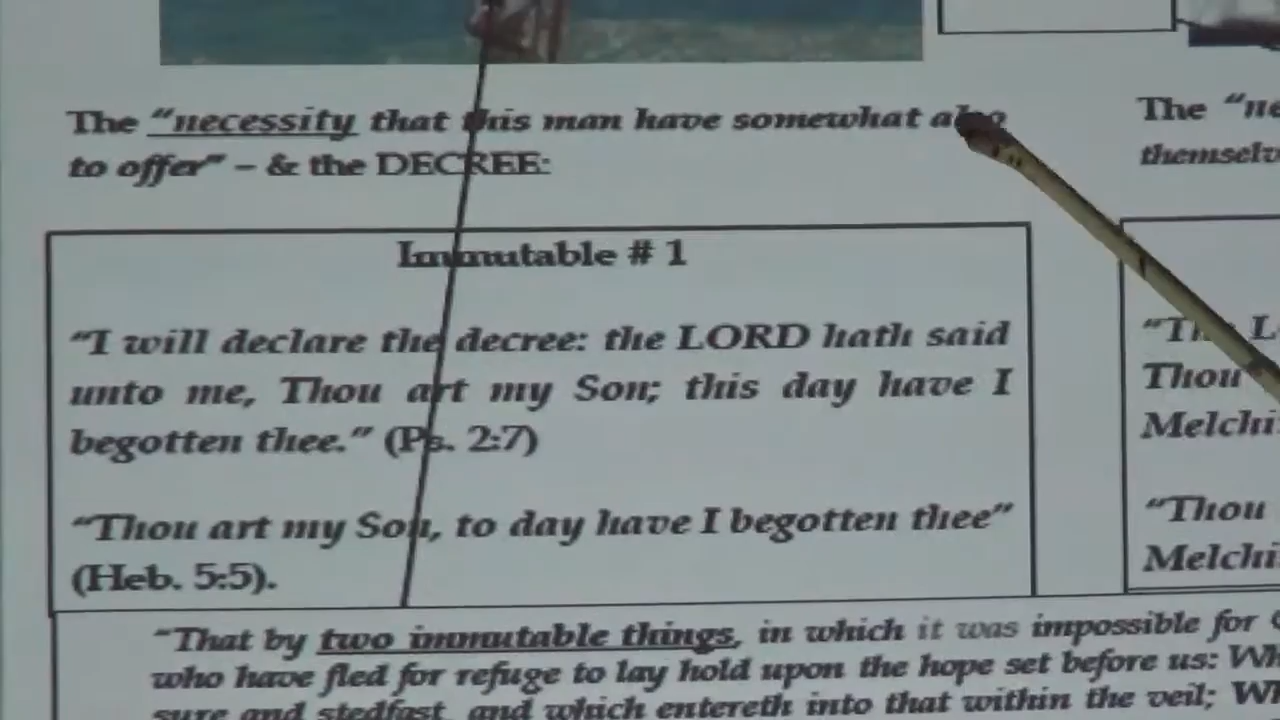 The “necessity that this man have somewhat also
to offer” – & the DECREE:
Immutable # 1
“I will declare the decree: the LORD hath said
unto me, Thou art my Son; this day have I
begotten thee.” (Ps. 2:7)
“Thou art my Son, to day have I begotten thee”
(Heb. 5:5).
The
“Th
Thou
Melchi
“Thou
Melchi
“That by two immutable things, in which it was impossible for
who have fled for refuge to lay hold upon the hope set before us: Wh
sure and stedfast, and which entereth into that within the veil; Wh